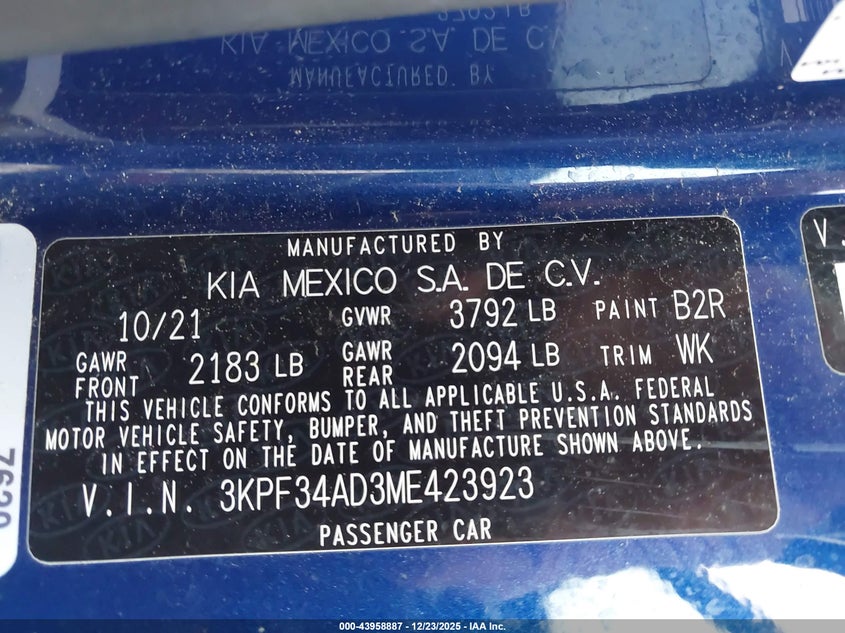 KIA MEXICO S.A. DE C.V.
MANUFACTURED BY
MANUFACTURED BY
KIA MEXICO S.A. DE C.V.
10/21 GVWR 3792 LB PAINT B2R
GAWR FRONT 2183 LB GAWR REAR 2094 LB TRIM WK
THIS VEHICLE CONFORMS TO ALL APPLICABLE U.S.A. FEDERAL
MOTOR VEHICLE SAFETY, BUMPER, AND THEFT PREVENTION STANDARDS
IN EFFECT ON THE DATE OF MANUFACTURE SHOWN ABOVE.
V.I.N. 3KPF34AD3ME423923
PASSENGER CAR
V.
000-43958887 - 12/23/2025 - IAA Inc.